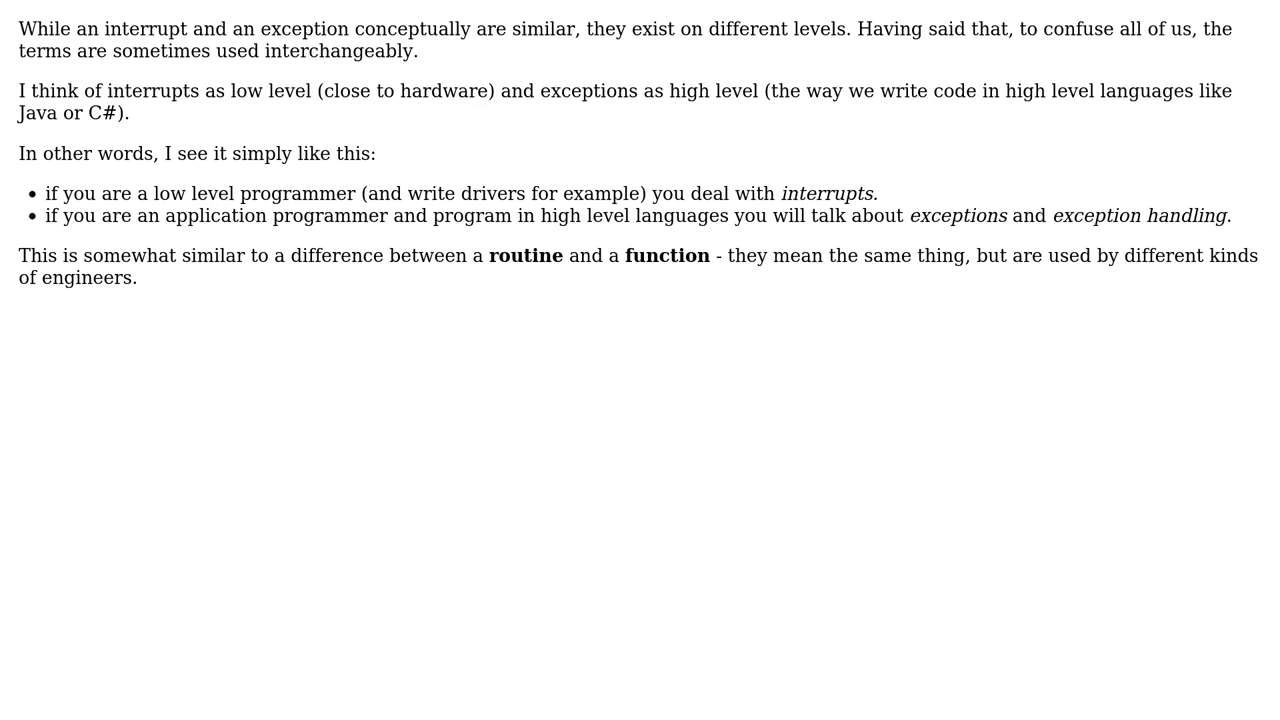 While an interrupt and an exception conceptually are similar, they exist on different levels. Having said that, to confuse all of us, the
terms are sometimes used interchangeably.
I think of interrupts as low level (close to hardware) and exceptions as high level (the way we write code in high level languages like
Java or C#).
In other words, I see it simply like this:
• if you are a low level programmer (and write drivers for example) you deal with interrupts.
• if you are an application programmer and program in high level languages you will talk about exceptions and exception handling.
This is somewhat similar to a difference between a routine and a function - they mean the same thing, but are used by different kinds
of engineers.